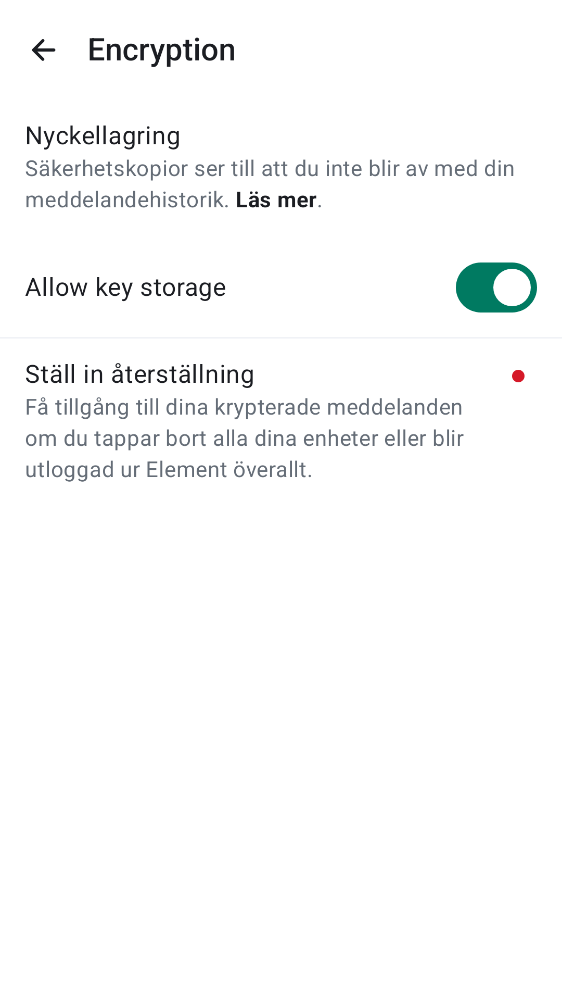 Encryption
Nyckellagring
Säkerhetskopior ser till att du inte blir av med din
meddelandehistorik. Läs mer.
Allow key storage
Ställ in återställning
Få tillgång till dina krypterade meddelanden
om du tappar bort alla dina enheter eller blir
utloggad ur Element överallt.